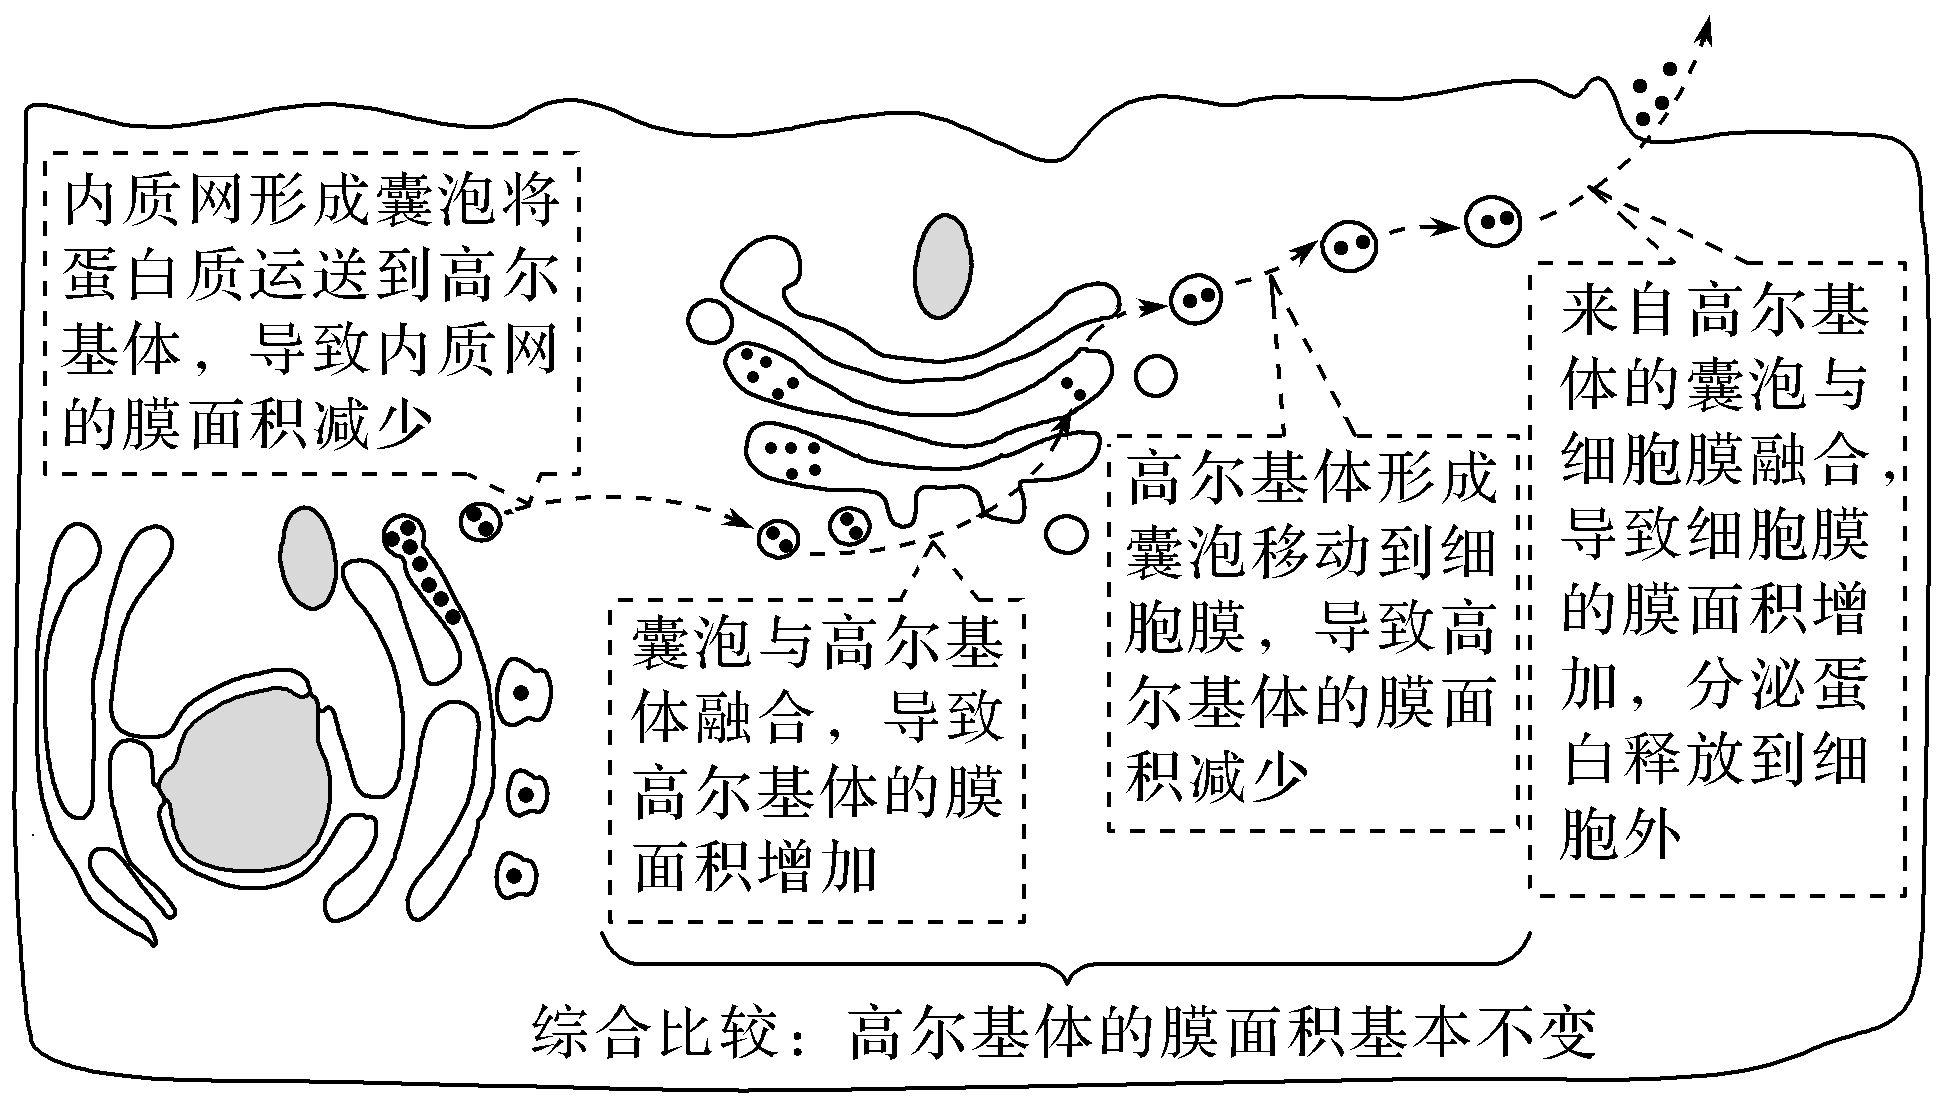 内质网形成囊泡将
蛋白质运送到高尔
基体，导致内质网
的膜面积减少
囊泡与高尔基
体融合，导致
高尔基体的膜
面积增加
高尔基体形成
囊泡移动到细
胞膜，导致高
尔基体的膜面
积减少
来自高尔基
体的囊泡与
细胞膜融合，
导致细胞膜
的膜面积增
加，分泌蛋
白释放到细
胞外
综合比较：高尔基体的膜面积基本不变